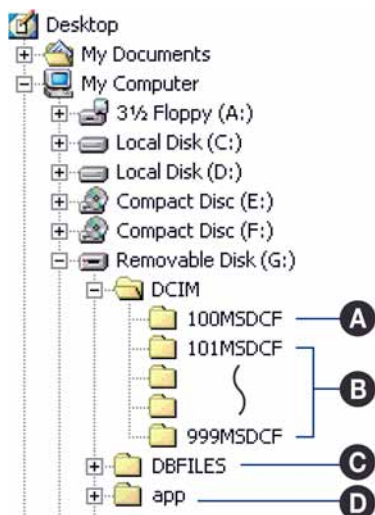 Desktop
My Documents
My Computer
3½ Floppy (A:)
Local Disk (C:)
Local Disk (D:)
Compact Disc (E:)
Compact Disc (F:)
Removable Disk (G:)
DCIM
100MSDCF A
101MSDCF
B
999MSDCF
DBFILES C
app D